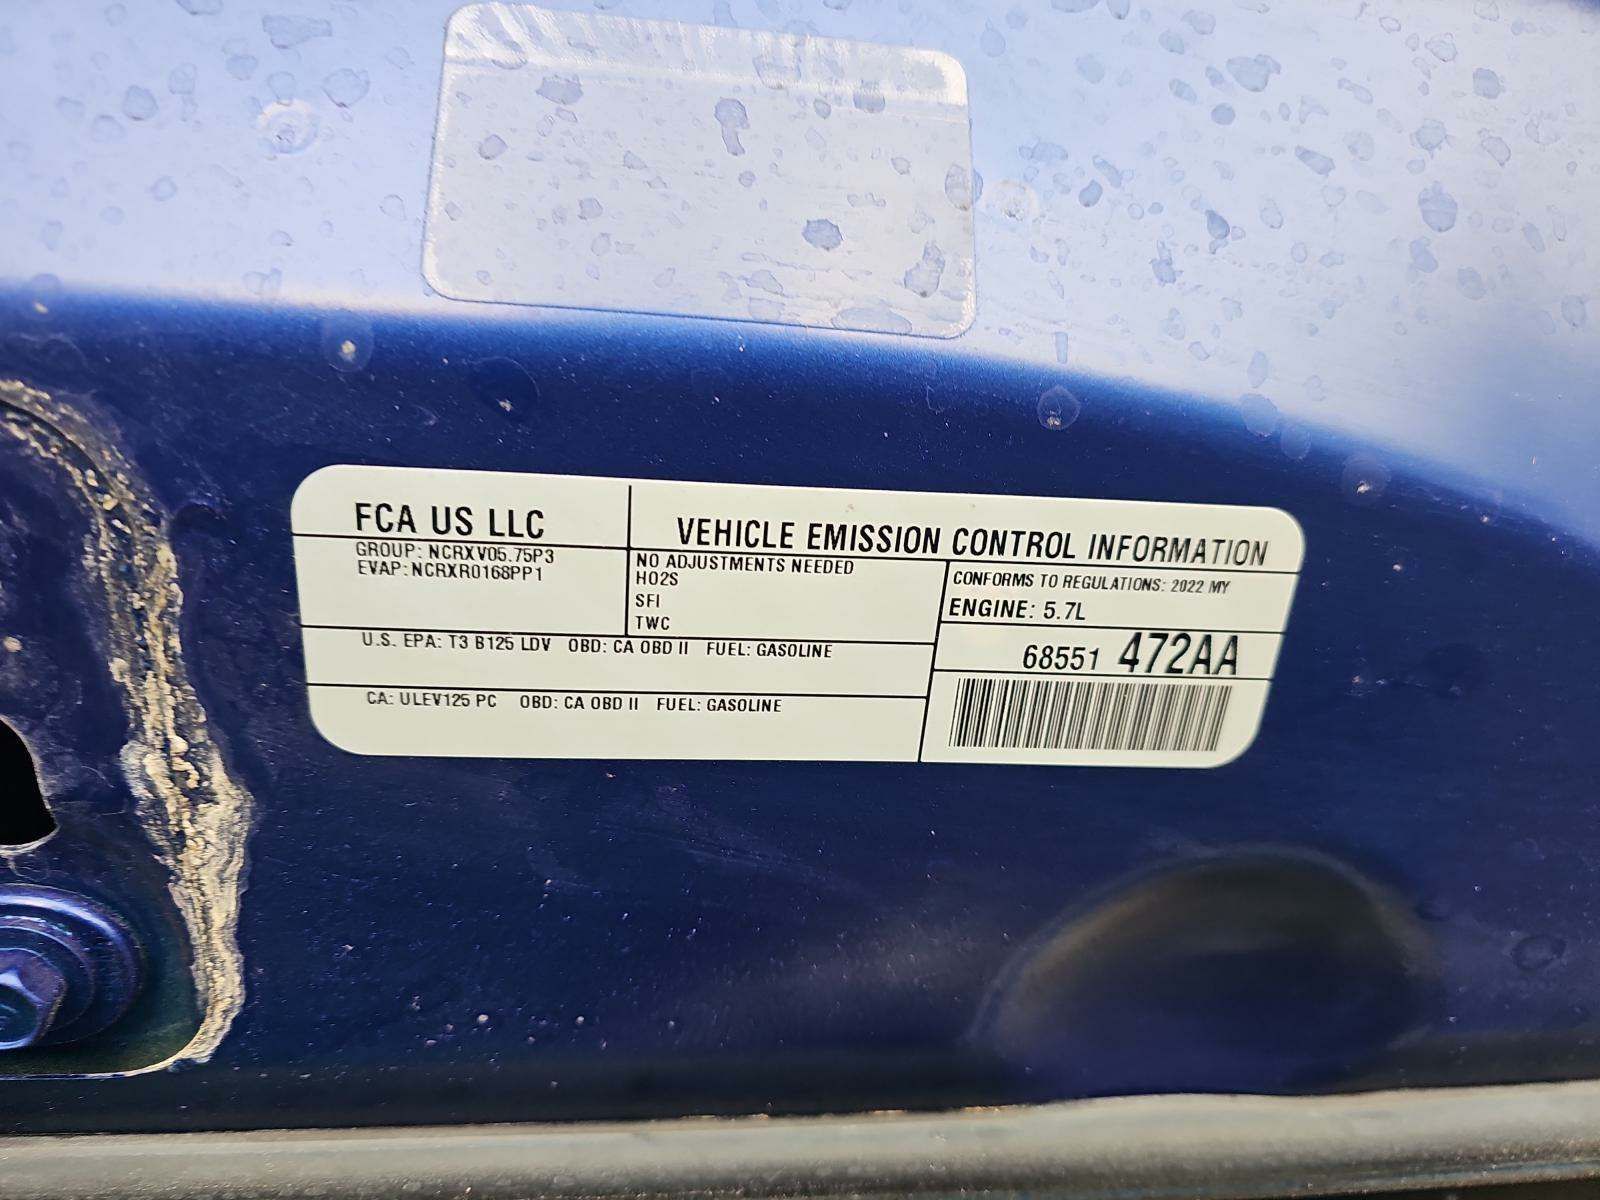 FCA US LLC
VEHICLE EMISSION CONTROL INFORMATION
GROUP: NCRXV05.75P3
EVAP: NCRXR0168PP1
NO ADJUSTMENTS NEEDED
HO2S
SFI
TWC
CONFORMS TO REGULATIONS: 2022 MY
ENGINE: 5.7L
U.S. EPA: T3 B125 LDV OBD: CA OBD II FUEL: GASOLINE
68551 472AA
CA: ULEV125 PC OBD: CA OBD II FUEL: GASOLINE